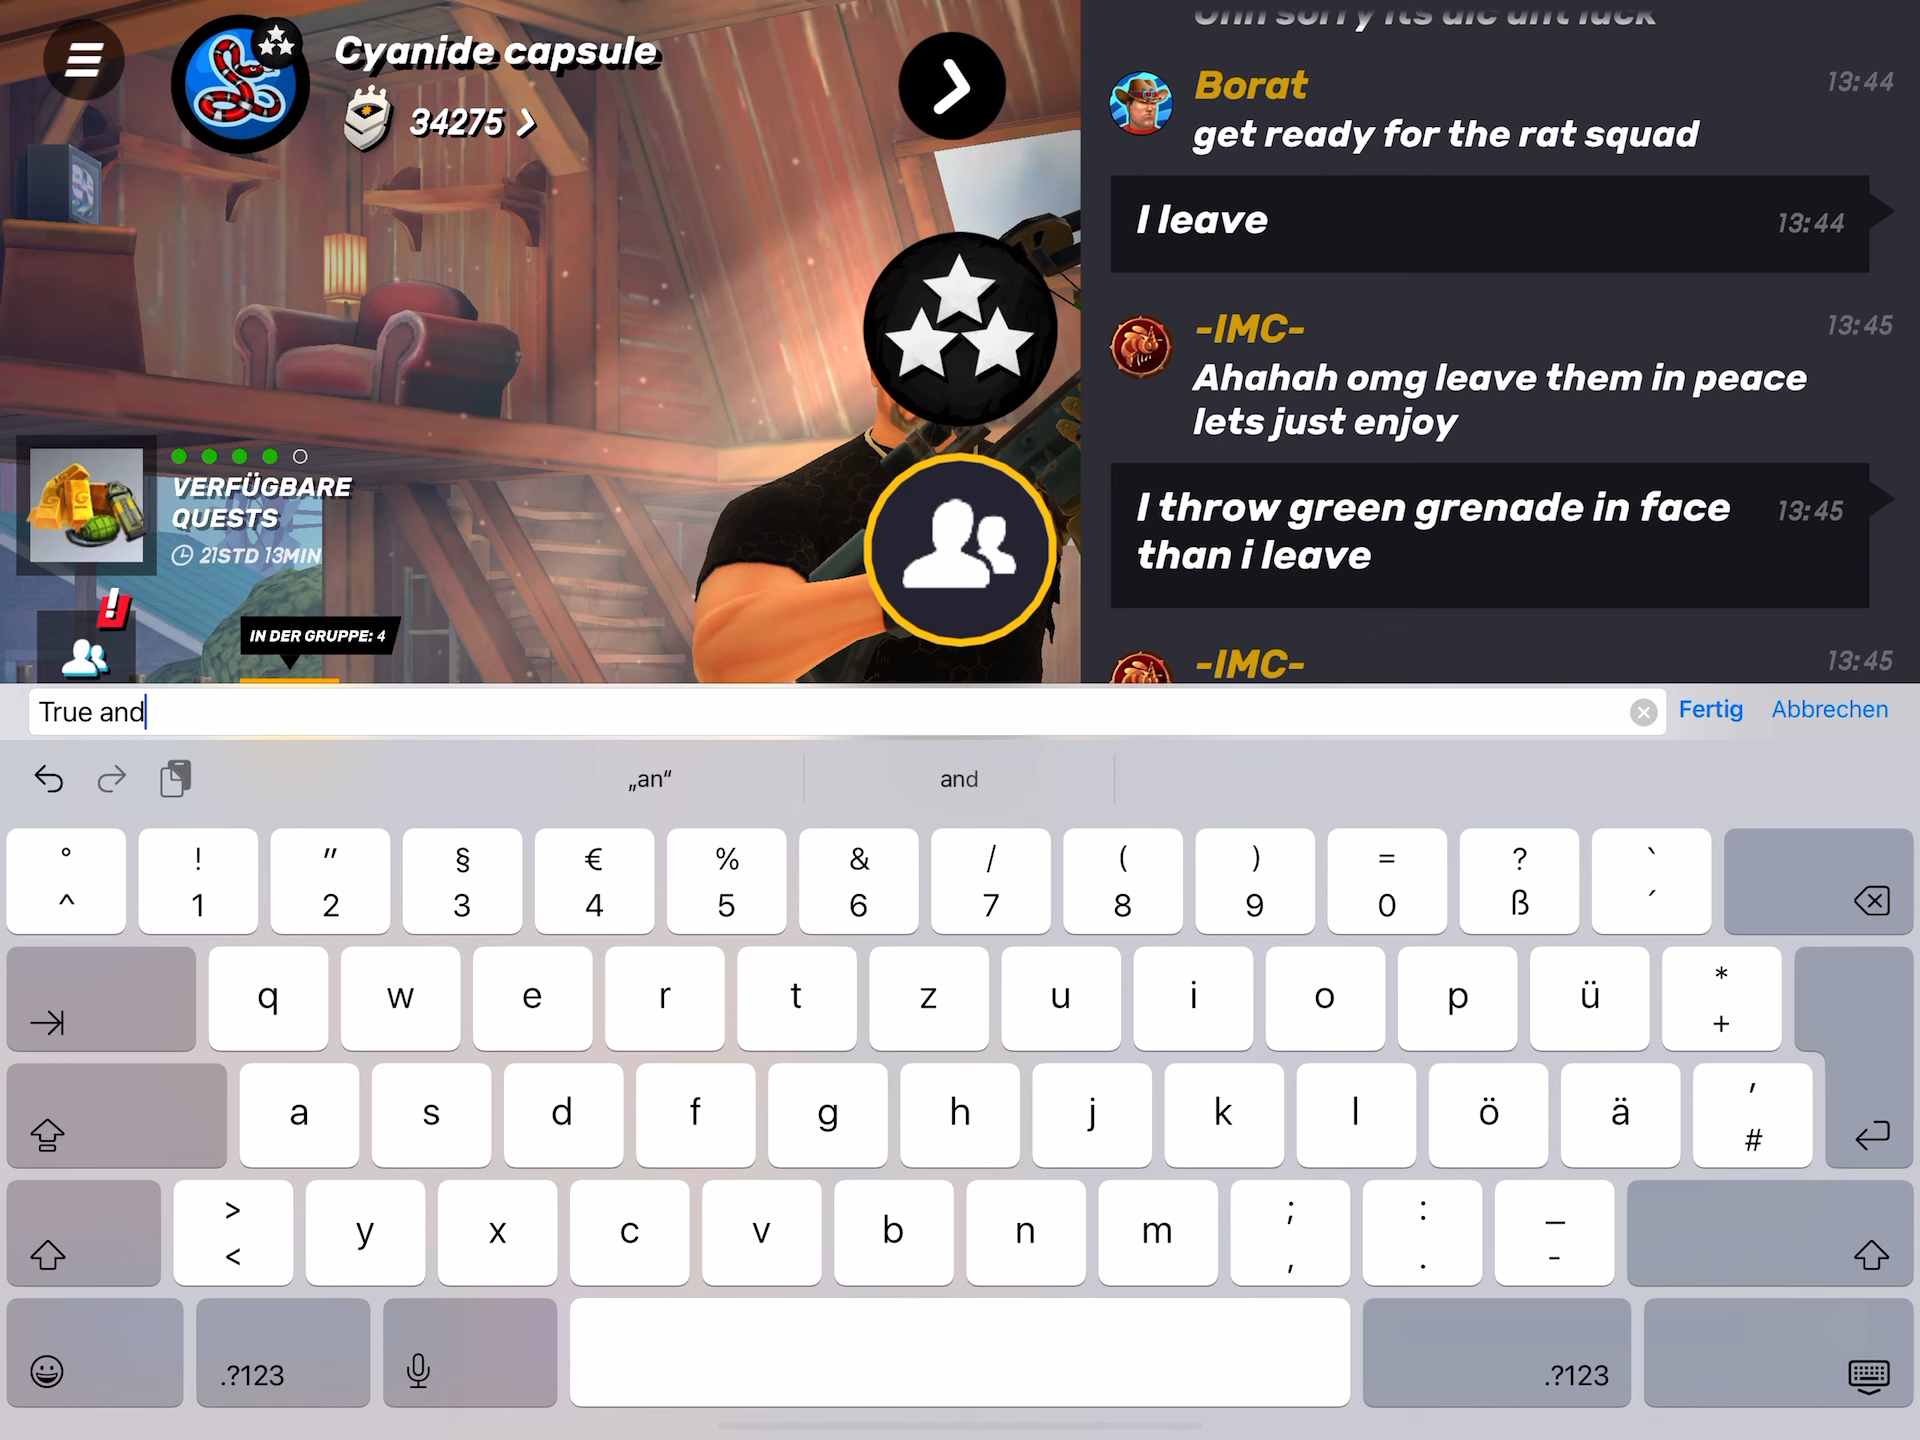 Cyanide capsule
34275
VERFÜGBARE
QUESTS
21STD 13MIN
!
IN DER GRUPPE: 4
Borat
13:44
get ready for the rat squad
I leave
13:44
-IMC-
13:45
Ahahah omg leave them in peace
lets just enjoy
I throw green grenade in face
13:45
than i leave
-IMC-
13:45
True and
Fertig
Abbrechen
„an“
and
° ! " § € % & / ( ) = ? `
^ 1 2 3 4 5 6 7 8 9 0 ß ´
q w e r t z u i o p ü * +
a s d f g h j k l ö ä ' #
> < y x c v b n m ; , : . _ -
.?123
.?123